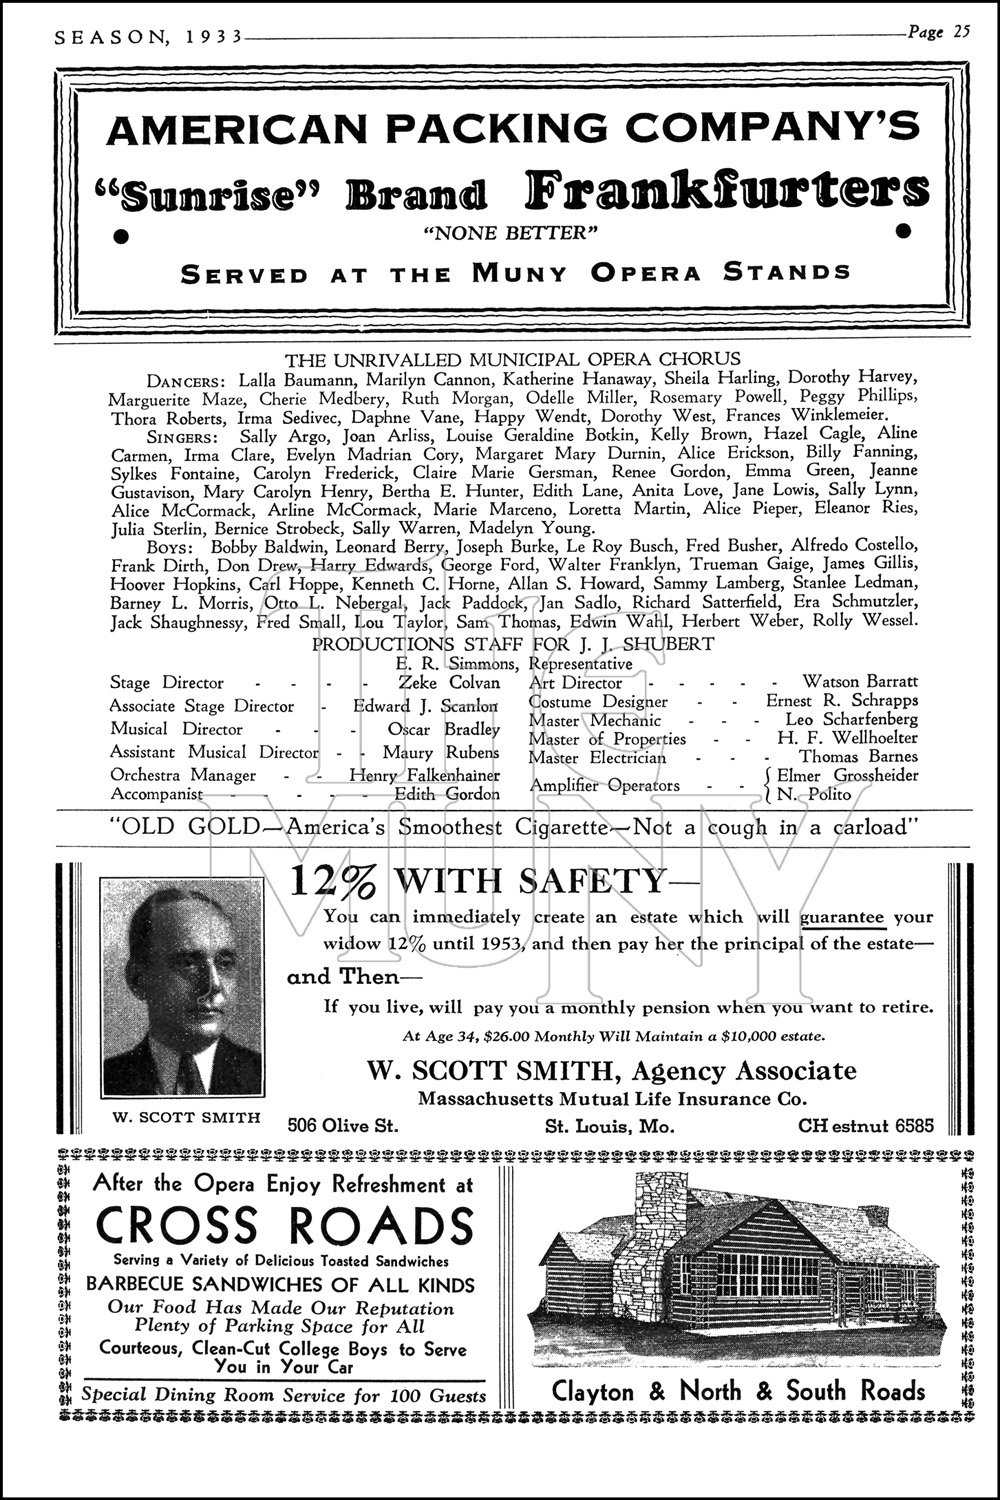 SEASON, 1933
Page 25
AMERICAN PACKING COMPANY'S
"Sunrise" Brand Frankfurters
"NONE BETTER"
SERVED AT THE MUNY OPERA STANDS
THE UNRIVALLED MUNICIPAL OPERA CHORUS
DANCERS: Lalla Baumann, Marilyn Cannon, Katherine Hanaway, Sheila Harling, Dorothy Harvey,
Marguerite Maze, Cherie Medbery, Ruth Morgan, Odelle Miller, Rosemary Powell, Peggy Phillips,
Thora Roberts, Irma Sedivec, Daphne Vane, Happy Wendt, Dorothy West, Frances Winklemeier.
SINGERS: Sally Argo, Joan Arliss, Louise Geraldine Botkin, Kelly Brown, Hazel Cagle, Aline
Carmen, Irma Clare, Evelyn Madrian Cory, Margaret Mary Durnin, Alice Erickson, Billy Fanning,
Sylkes Fontaine, Carolyn Frederick, Claire Marie Gersman, Renee Gordon, Emma Green, Jeanne
Gustavison, Mary Carolyn Henry, Bertha E. Hunter, Edith Lane, Anita Love, Jane Lowis, Sally Lynn,
Alice McCormack, Arline McCormack, Marie Marceno, Loretta Martin, Alice Pieper, Eleanor Ries,
Julia Sterlin, Bernice Strobeck, Sally Warren, Madelyn Young.
BOYS: Bobby Baldwin, Leonard Berry, Joseph Burke, Le Roy Busch, Fred Busher, Alfredo Costello,
Frank Dirth, Don Drew, Harry Edwards, George Ford, Walter Franklyn, Trueman Gaige, James Gillis,
Hoover Hopkins, Carl Hoppe, Kenneth C. Horne, Allan S. Howard, Sammy Lamberg, Stanlee Ledman,
Barney L. Morris, Otto L. Nebergal, Jack Paddock, Jan Sadlo, Richard Satterfield, Era Schmutzler,
Jack Shaughnessy, Fred Small, Lou Taylor, Sam Thomas, Edwin Wahl, Herbert Weber, Rolly Wessel.
PRODUCTIONS STAFF FOR J. J. SHUBERT
E. R. Simmons, Representative
Stage Director - - - - Zeke Colvan
Associate Stage Director - Edward J. Scanlon
Musical Director - - - Oscar Bradley
Assistant Musical Director - - Maury Rubens
Orchestra Manager - - Henry Falkenhainer
Accompanist - - - - - Edith Gordon
Art Director - - - - - Watson Barratt
Costume Designer - - Ernest R. Schrapps
Master Mechanic - - - Leo Scharfenberg
Master of Properties - - H. F. Wellhoelter
Master Electrician - - - Thomas Barnes
Amplifier Operators - - { Elmer Grossheider
N. Polito
"OLD GOLD—America's Smoothest Cigarette—Not a cough in a carload"
12% WITH SAFETY—
You can immediately create an estate which will guarantee your
widow 12% until 1953, and then pay her the principal of the estate—
and Then—
If you live, will pay you a monthly pension when you want to retire.
At Age 34, $26.00 Monthly Will Maintain a $10,000 estate.
W. SCOTT SMITH, Agency Associate
Massachusetts Mutual Life Insurance Co.
506 Olive St. St. Louis, Mo. CHestnut 6585
W. SCOTT SMITH
After the Opera Enjoy Refreshment at
CROSS ROADS
Serving a Variety of Delicious Toasted Sandwiches
BARBECUE SANDWICHES OF ALL KINDS
Our Food Has Made Our Reputation
Plenty of Parking Space for All
Courteous, Clean-Cut College Boys to Serve
You in Your Car
Special Dining Room Service for 100 Guests
Clayton & North & South Roads
The
MUNY